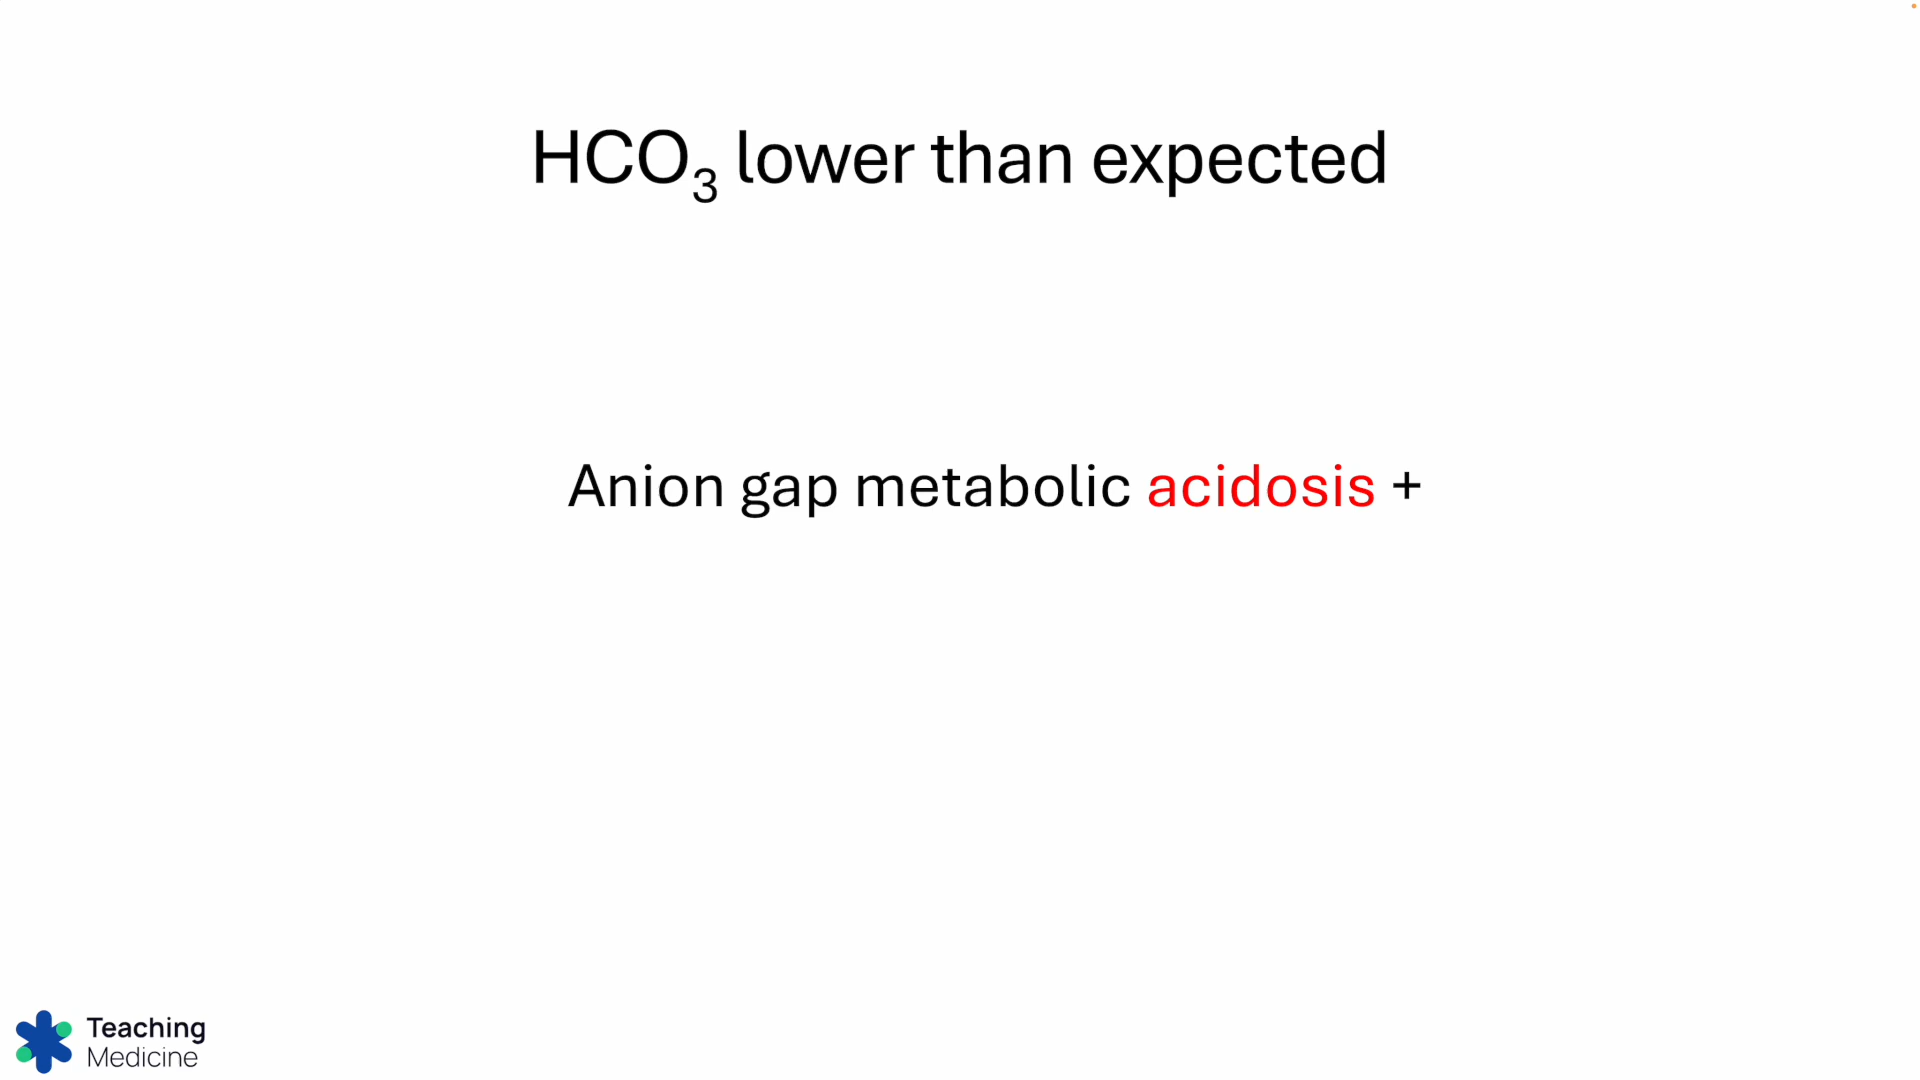 HCO₃ lower than expected
Anion gap metabolic acidosis +
Teaching
Medicine